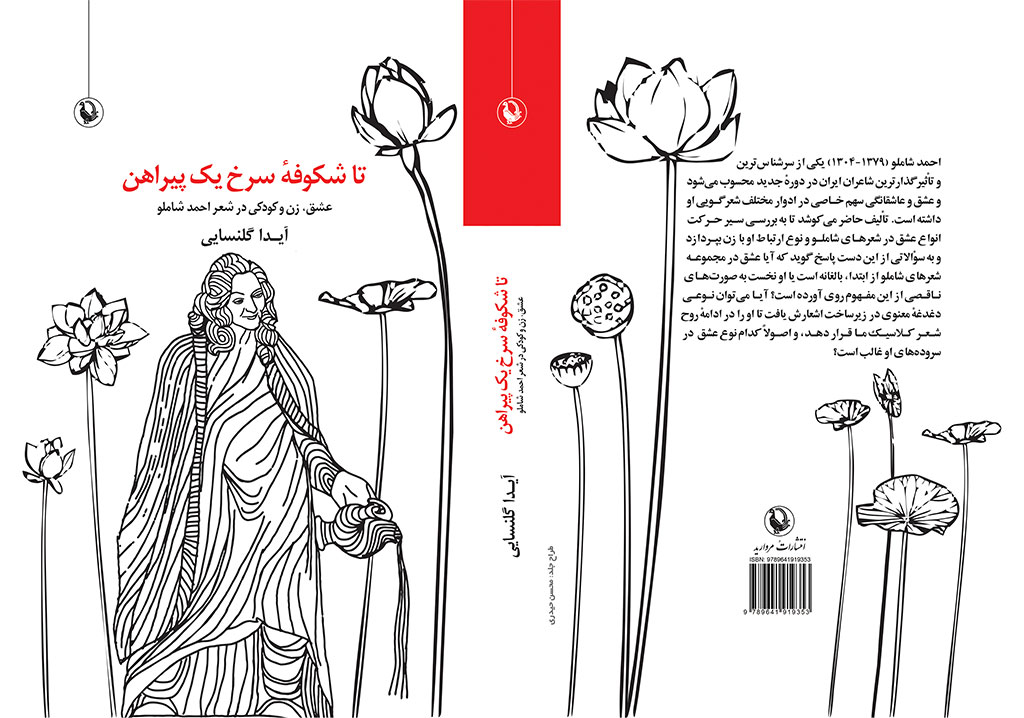 تا شکوفهٔ سرخ یک پیراهن
عشق، زن و کودکی در شعر احمد شاملو
آیدا گلنسایی
تا شکوفهٔ سرخ یک پیراهن
عشق، زن و کودکی در شعر احمد شاملو
آیدا گلنسایی
طراح جلد: محسن حیدری
احمد شاملو (۱۳۷۹-۱۳۰۴) یکی از سرشناس‌ترین
و تأثیرگذارترین شاعران ایران در دورهٔ جدید محسوب می‌شود
و عشق و عاشقانگی سهم خاصی در ادوار مختلف شعرگویی او
داشته است. تألیف حاضر می‌کوشد تا به بررسی سیر حرکت
انواع عشق در شعرهای شاملو و نوع ارتباط او با زن بپردازد
و به سؤالاتی از این دست پاسخ گوید که آیا عشق در مجموعه
شعرهای شاملو از ابتدا، بالغانه است یا او نخست به صورت‌های
ناقصی از این مفهوم روی آورده است؟ آیا می‌توان نوعی
دغدغهٔ معنوی در زیرساخت اشعارش یافت تا او را در ادامهٔ روح
شعر کلاسیک ما قرار دهد، و اصولاً کدام نوع عشق در
سروده‌های او غالب است؟
انتشارات مروارید
ISBN: 9789641919353
9 789641 919353